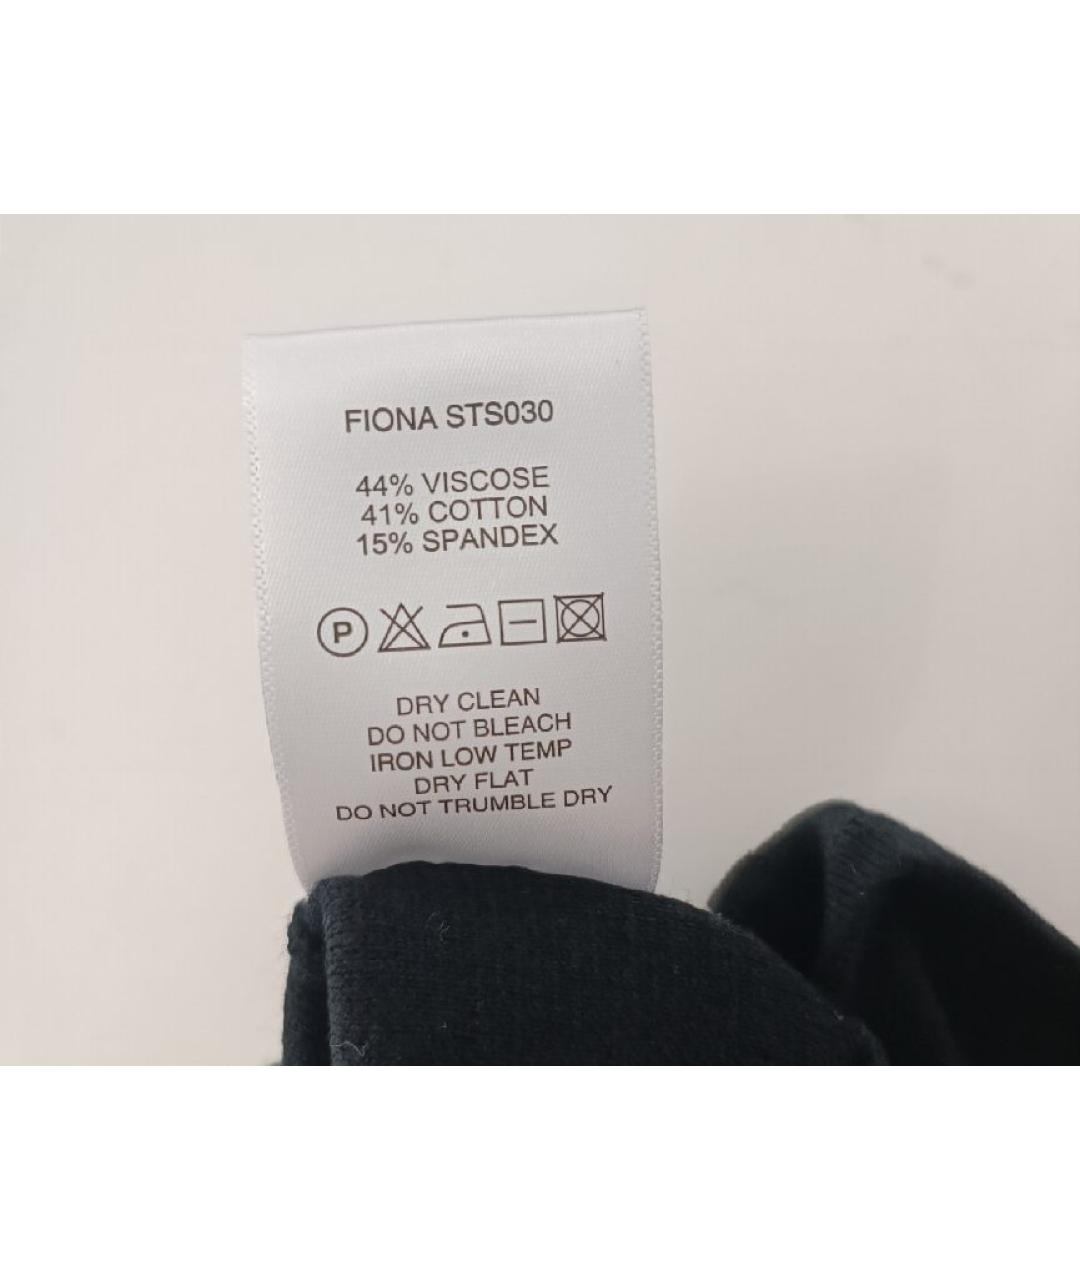 FIONA STS030
44% VISCOSE
41% COTTON
15% SPANDEX
P
DRY CLEAN
DO NOT BLEACH
IRON LOW TEMP
DRY FLAT
DO NOT TRUMBLE DRY